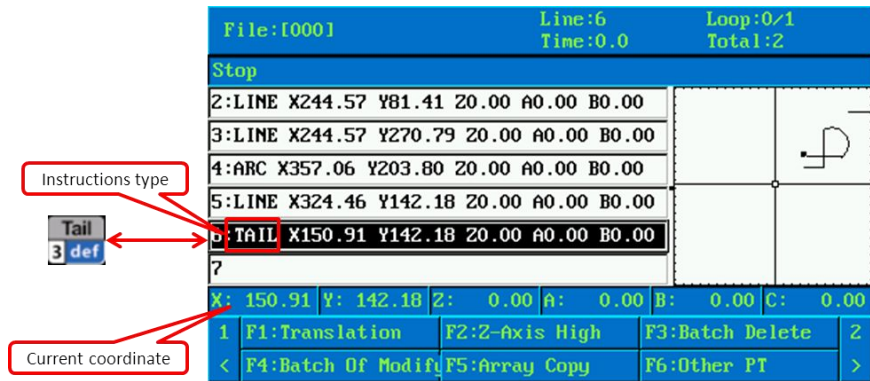 File:[000]
Line:6
Loop:0/1
Time:0.0
Total:2
Stop
2:LINE X244.57 Y81.41 Z0.00 A0.00 B0.00
3:LINE X244.57 Y270.79 Z0.00 A0.00 B0.00
4:ARC X357.06 Y203.80 Z0.00 A0.00 B0.00
Instructions type
5:LINE X324.46 Y142.18 Z0.00 A0.00 B0.00
Tail
3 def
6:TAIL X150.91 Y142.18 Z0.00 A0.00 B0.00
7
X: 150.91 Y: 142.18 Z: 0.00 A: 0.00 B: 0.00 C: 0.00
1 F1:Translation F2:Z-Axis High F3:Batch Delete 2
Current coordinate
< F4:Batch Of Modify F5:Array Copy F6:Other PT >